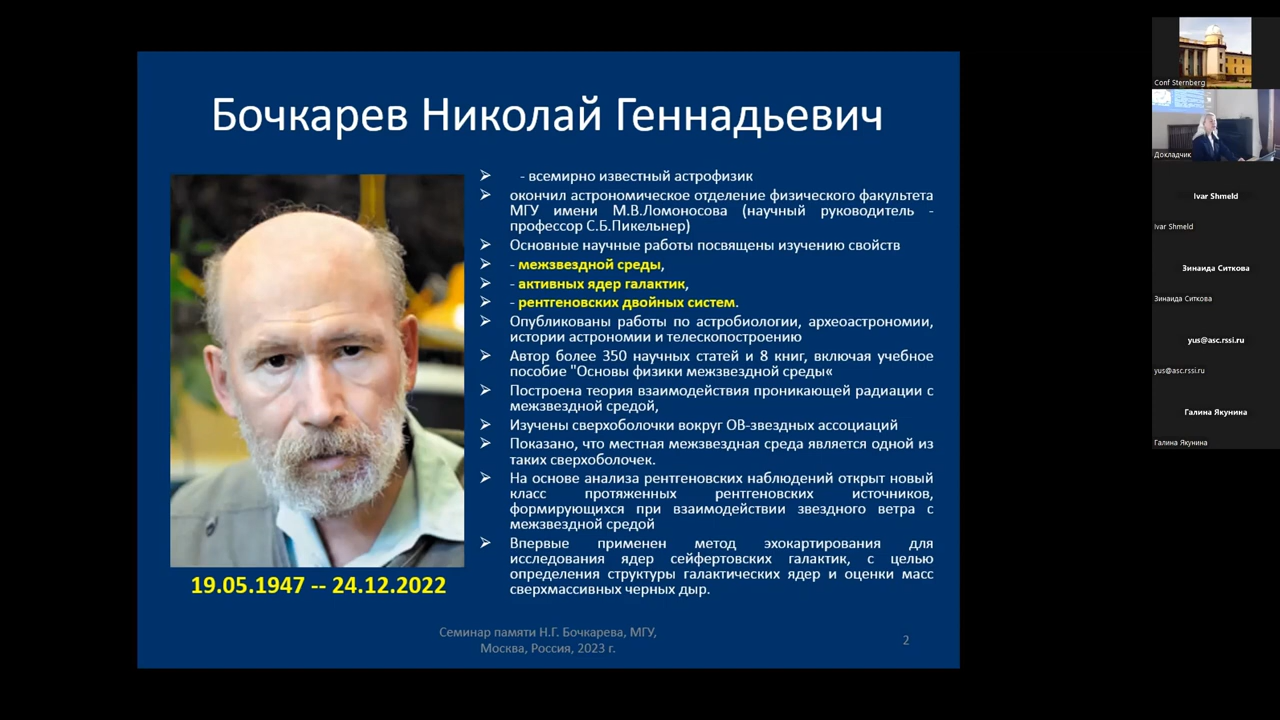 Бочкарев Николай Геннадьевич
- всемирно известный астрофизик
окончил астрономическое отделение физического факультета
МГУ имени М.В.Ломоносова (научный руководитель -
профессор С.Б.Пикельнер)
Основные научные работы посвящены изучению свойств
- межзвездной среды,
- активных ядер галактик,
- рентгеновских двойных систем.
Опубликованы работы по астробиологии, археоастрономии,
истории астрономии и телескопостроению
Автор более 350 научных статей и 8 книг, включая учебное
пособие "Основы физики межзвездной среды«
Построена теория взаимодействия проникающей радиации с
межзвездной средой,
Изучены сверхоболочки вокруг ОВ-звездных ассоциаций
Показано, что местная межзвездная среда является одной из
таких сверхоболочек.
На основе анализа рентгеновских наблюдений открыт новый
класс протяженных рентгеновских источников,
формирующихся при взаимодействии звездного ветра с
межзвездной средой
Впервые применен метод эхокартирования для
исследования ядер сейфертовских галактик, с целью
определения структуры галактических ядер и оценки масс
сверхмассивных черных дыр.
19.05.1947 -- 24.12.2022
Семинар памяти Н.Г. Бочкарева, МГУ,
Москва, Россия, 2023 г.
2
Conf Sternberg
Докладчик
Ivar Shmeld
Ivar Shmeld
Зинаида Ситкова
Зинаида Ситкова
yus@asc.rssi.ru
yus@asc.rssi.ru
Галина Якунина
Галина Якунина